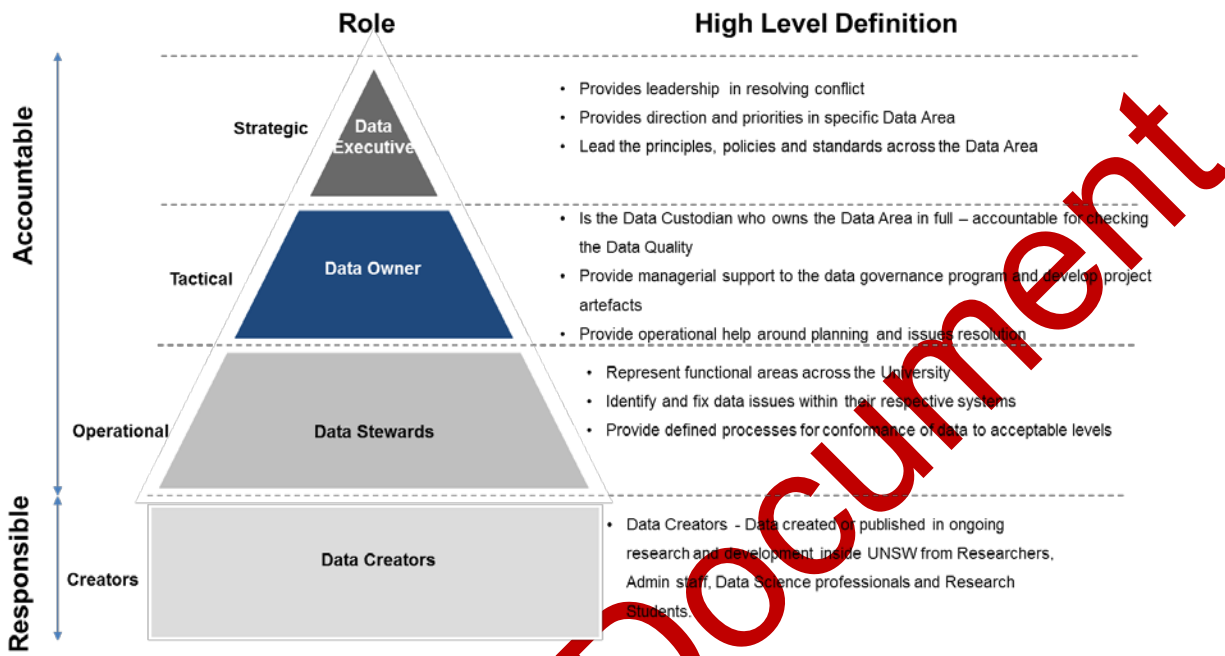 Role
High Level Definition
Accountable
Strategic
Data
Executive
• Provides leadership in resolving conflict
• Provides direction and priorities in specific Data Area
• Lead the principles, policies and standards across the Data Area
Tactical
Data Owner
• Is the Data Custodian who owns the Data Area in full – accountable for checking
the Data Quality
• Provide managerial support to the data governance program and develop project
artefacts
• Provide operational help around planning and issues resolution
Operational
Data Stewards
• Represent functional areas across the University
• Identify and fix data issues within their respective systems
• Provide defined processes for conformance of data to acceptable levels
Responsible
Creators
Data Creators
• Data Creators - Data created or published in ongoing
research and development inside UNSW from Researchers,
Admin staff, Data Science professionals and Research
Students.
Document